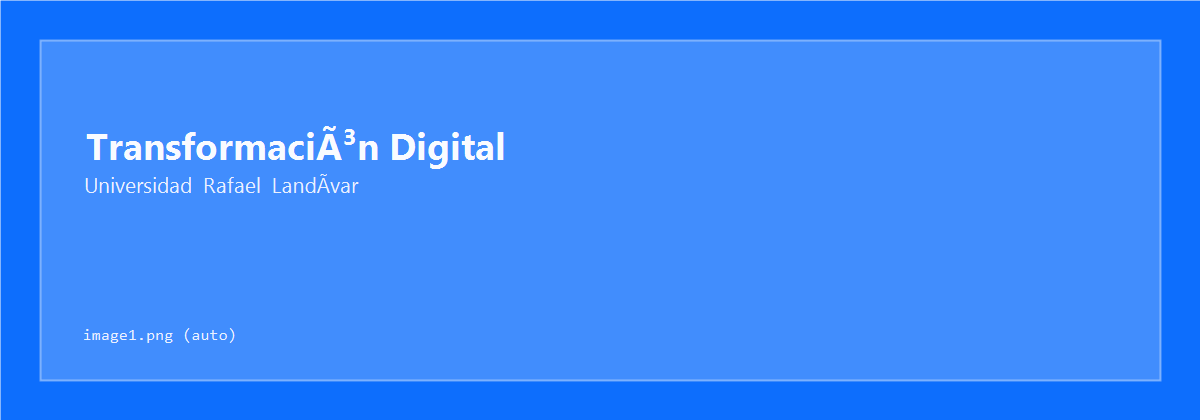 TransformaciÃ³n Digital
Universidad Rafael LandÃvar
image1.png (auto)